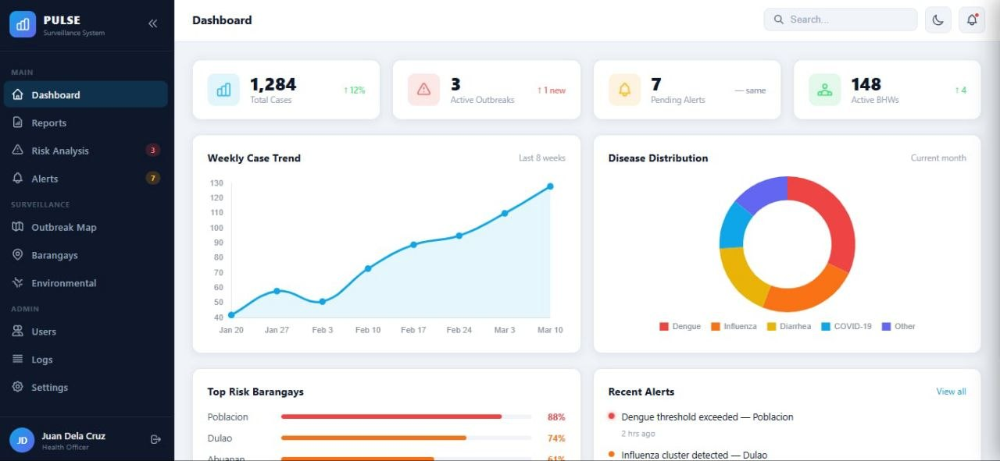 PULSE
Surveillance System
MAIN
Dashboard
Reports
Risk Analysis 3
Alerts 7
SURVEILLANCE
Outbreak Map
Barangays
Environmental
ADMIN
Users
Logs
Settings
JD
Juan Dela Cruz
Health Officer
Dashboard
Search...
1,284
Total Cases
↑ 12%
3
Active Outbreaks
↑ 1 new
7
Pending Alerts
— same
148
Active BHWs
↑ 4
Weekly Case Trend Last 8 weeks
130
120
110
100
90
80
70
60
50
40
Jan 20 Jan 27 Feb 3 Feb 10 Feb 17 Feb 24 Mar 3 Mar 10
Disease Distribution Current month
Dengue Influenza Diarrhea COVID-19 Other
Top Risk Barangays
Poblacion 88%
Dulao 74%
Abuanan 61%
Recent Alerts View all
Dengue threshold exceeded — Poblacion
2 hrs ago
Influenza cluster detected — Dulao